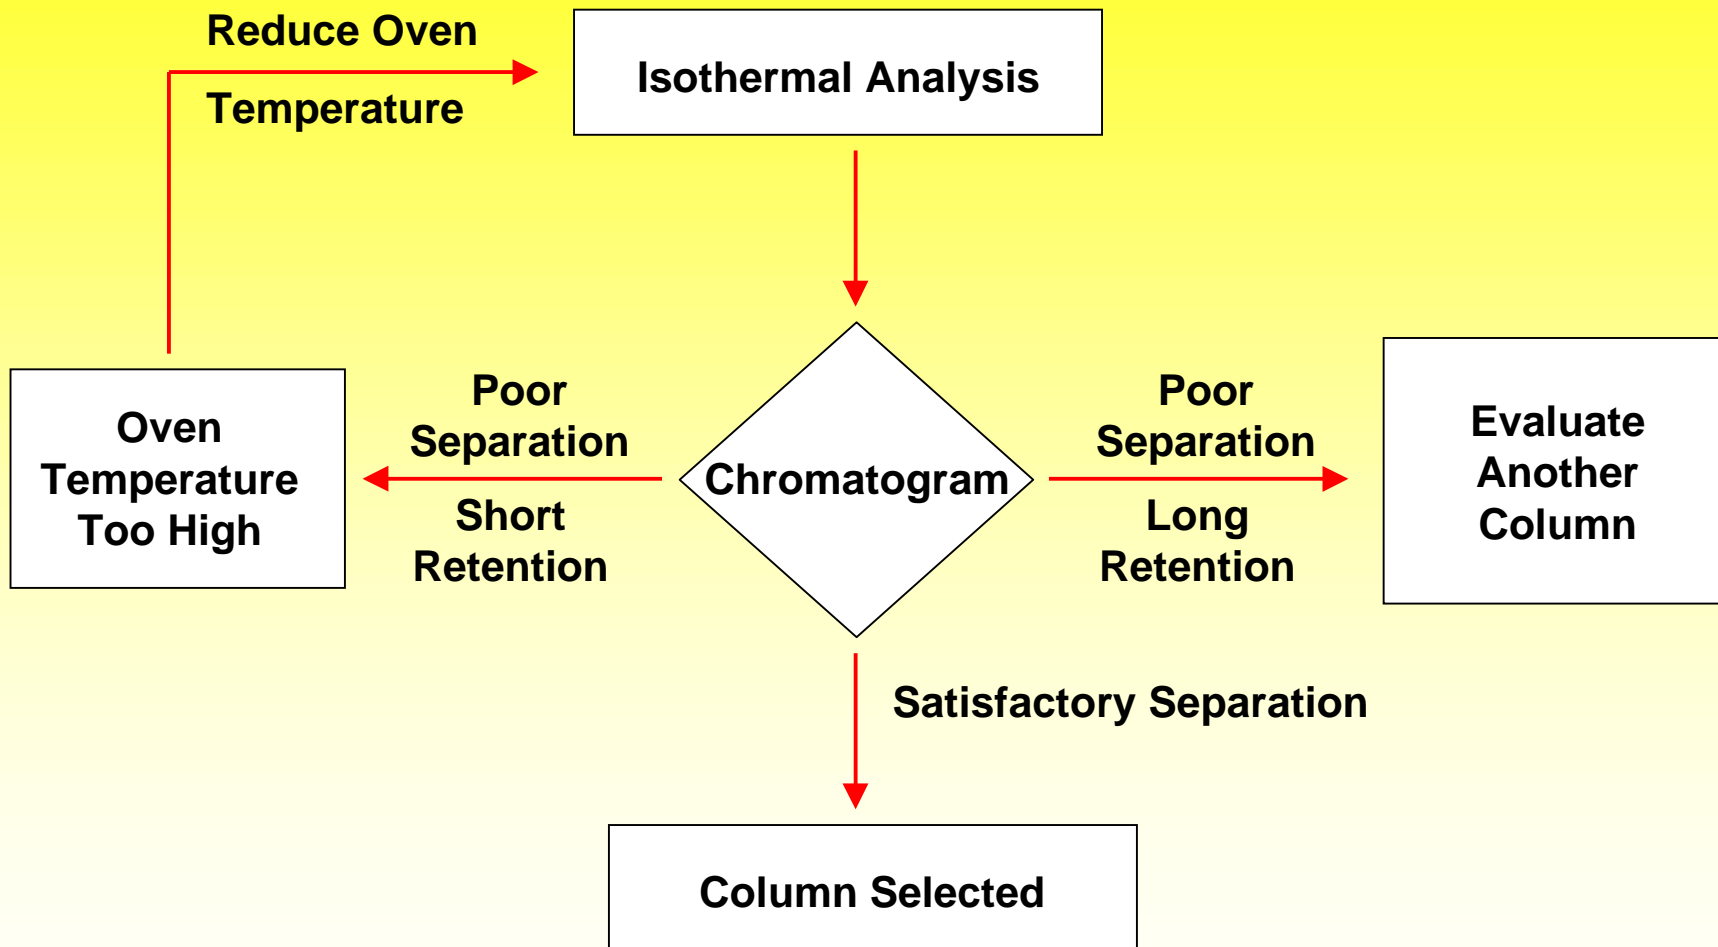 Reduce Oven
Temperature
Isothermal Analysis
Oven
Temperature
Too High
Poor
Separation
Short
Retention
Chromatogram
Poor
Separation
Long
Retention
Evaluate
Another
Column
Satisfactory Separation
Column Selected